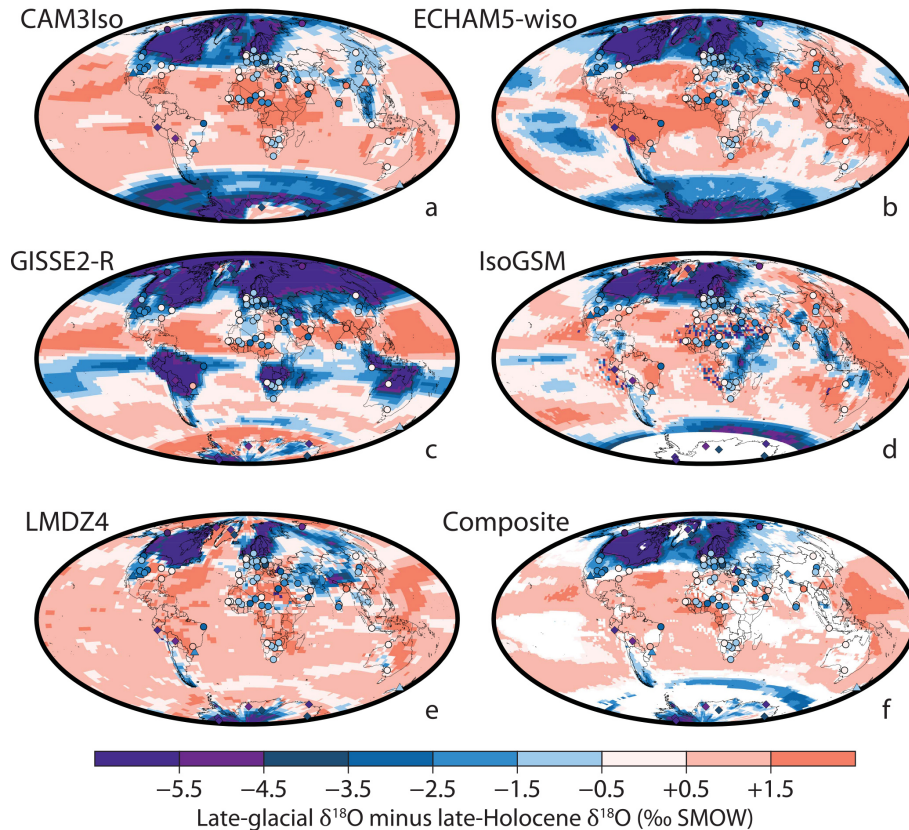 CAM3Iso
ECHAM5-wiso
a
b
GISSE2-R
IsoGSM
c
d
LMDZ4
Composite
e
f
−5.5 −4.5 −3.5 −2.5 −1.5 −0.5 +0.5 +1.5
Late-glacial δ¹⁸O minus late-Holocene δ¹⁸O (‰ SMOW)